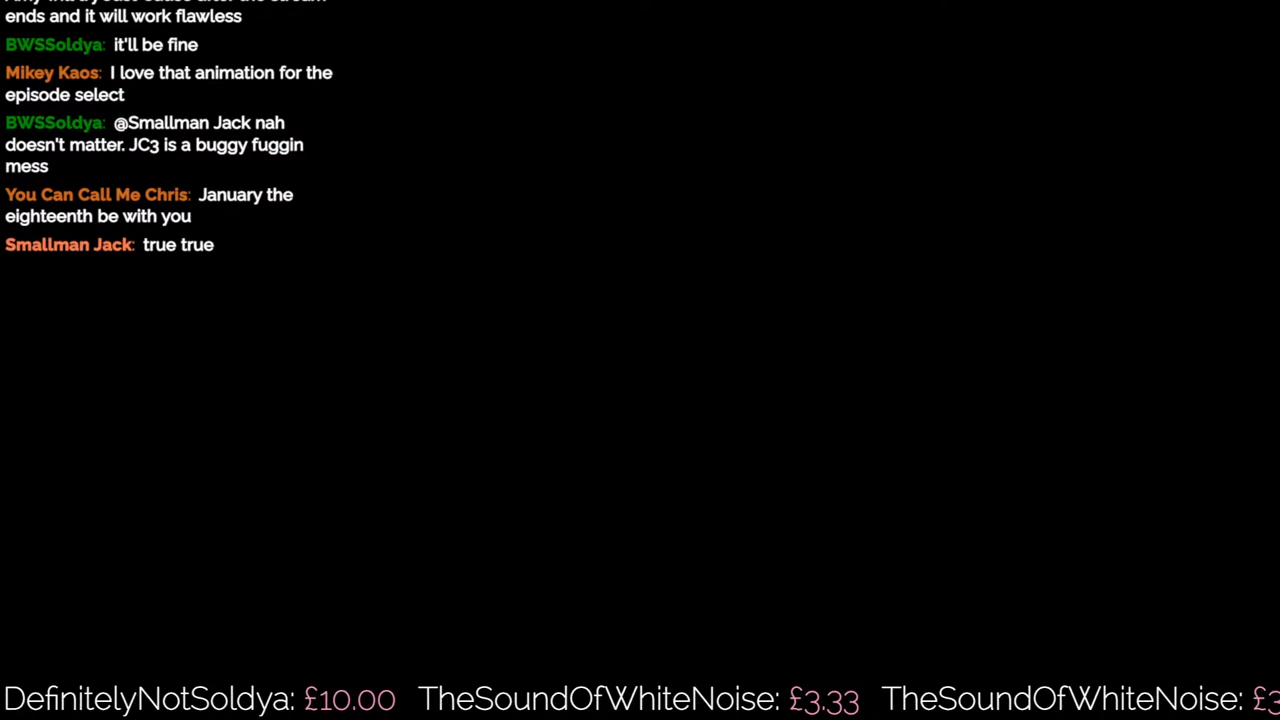 ends and it will work flawless
BWSSoldya: it'll be fine
Mikey Kaos: I love that animation for the
episode select
BWSSoldya: @Smallman Jack nah
doesn't matter. JC3 is a buggy fuggin
mess
You Can Call Me Chris: January the
eighteenth be with you
Smallman Jack: true true
DefinitelyNotSoldya: £10.00 TheSoundOfWhiteNoise: £3.33 TheSoundOfWhiteNoise: